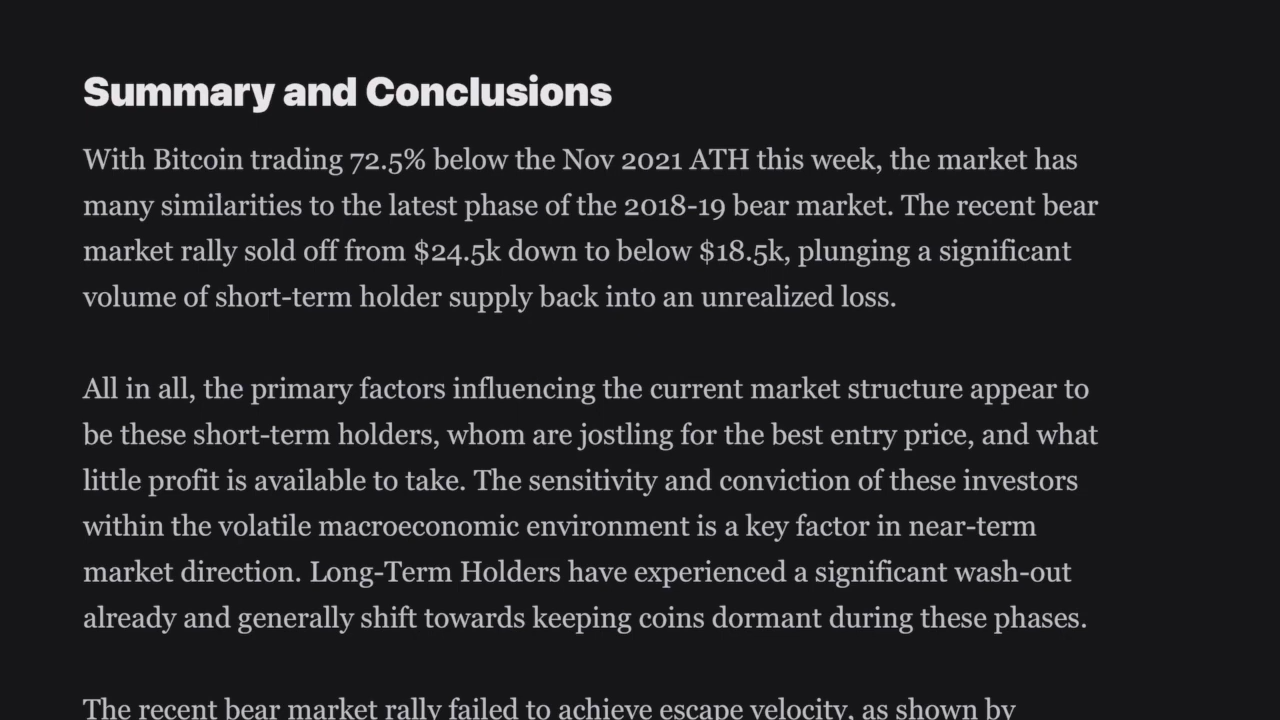 Summary and Conclusions
With Bitcoin trading 72.5% below the Nov 2021 ATH this week, the market has
many similarities to the latest phase of the 2018-19 bear market. The recent bear
market rally sold off from $24.5k down to below $18.5k, plunging a significant
volume of short-term holder supply back into an unrealized loss.
All in all, the primary factors influencing the current market structure appear to
be these short-term holders, whom are jostling for the best entry price, and what
little profit is available to take. The sensitivity and conviction of these investors
within the volatile macroeconomic environment is a key factor in near-term
market direction. Long-Term Holders have experienced a significant wash-out
already and generally shift towards keeping coins dormant during these phases.
The recent bear market rally failed to achieve escape velocity, as shown by